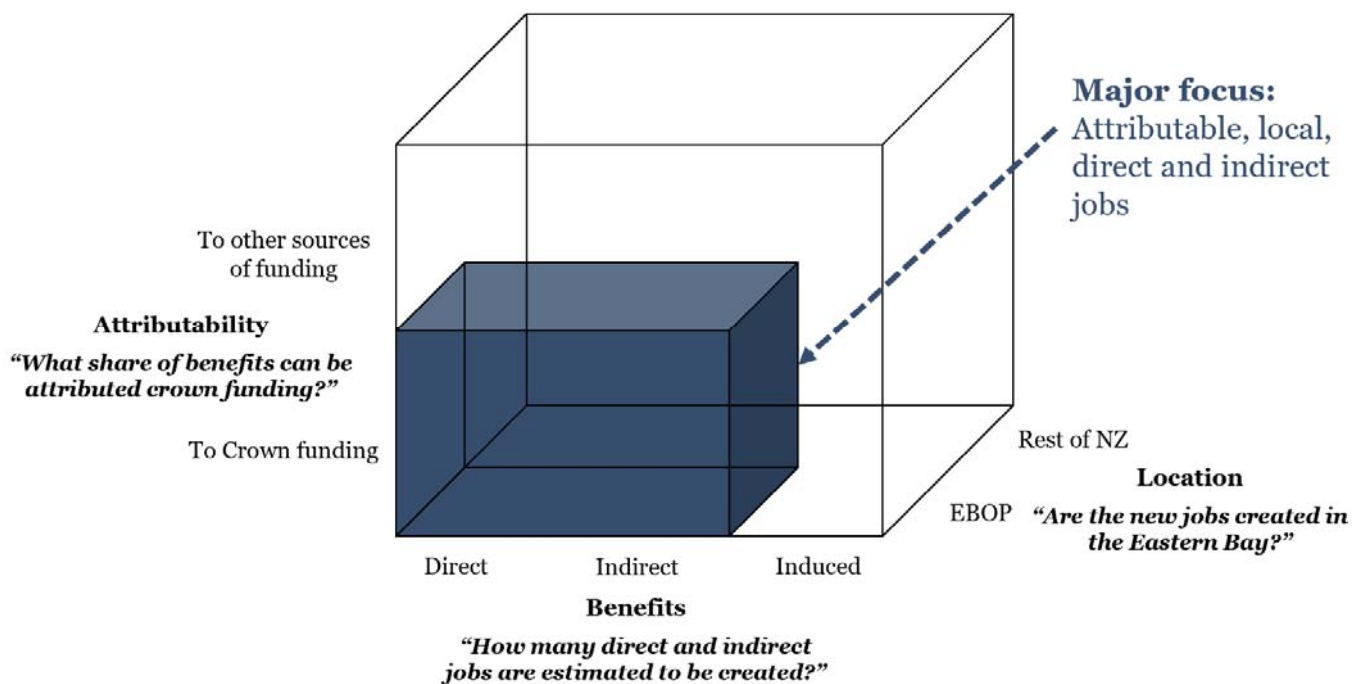 Major focus:
Attributable, local,
direct and indirect
jobs
To other sources
of funding
Attributability
“What share of benefits can be
attributed crown funding?”
To Crown funding
Rest of NZ
Location
EBOP
“Are the new jobs created in
the Eastern Bay?”
Direct
Indirect
Induced
Benefits
“How many direct and indirect
jobs are estimated to be created?”